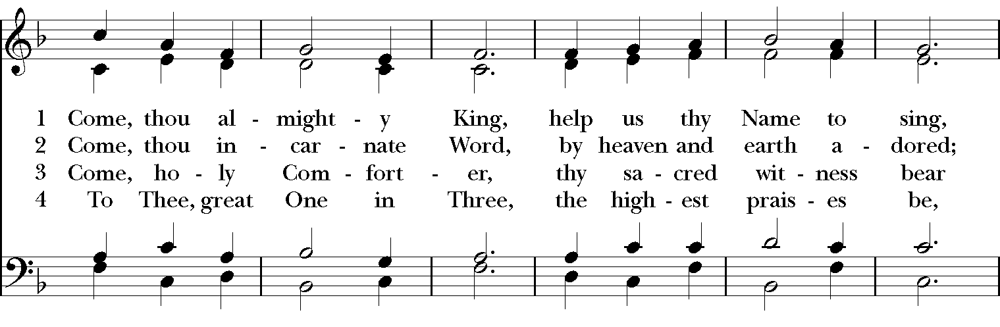 1 Come, thou al - might - y King, help us thy Name to sing,
2 Come, thou in - car - nate Word, by heaven and earth a - dored;
3 Come, ho - ly Com - fort - er, thy sa - cred wit - ness bear
4 To Thee, great One in Three, the high - est prais - es be,